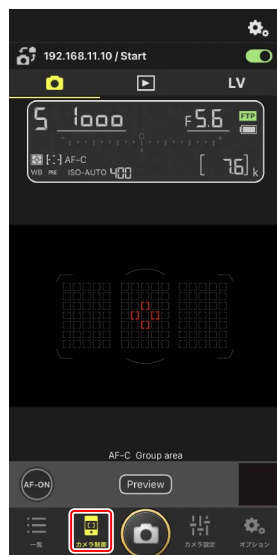 192.168.11.10 / Start
LV
S 1000 F5.6 FTP
AF-C
WB PRE ISO-AUTO 400 [ 7.6] k
AF-C Group area
AF-ON Preview
一覧 カメラ制御 カメラ設定 オプション